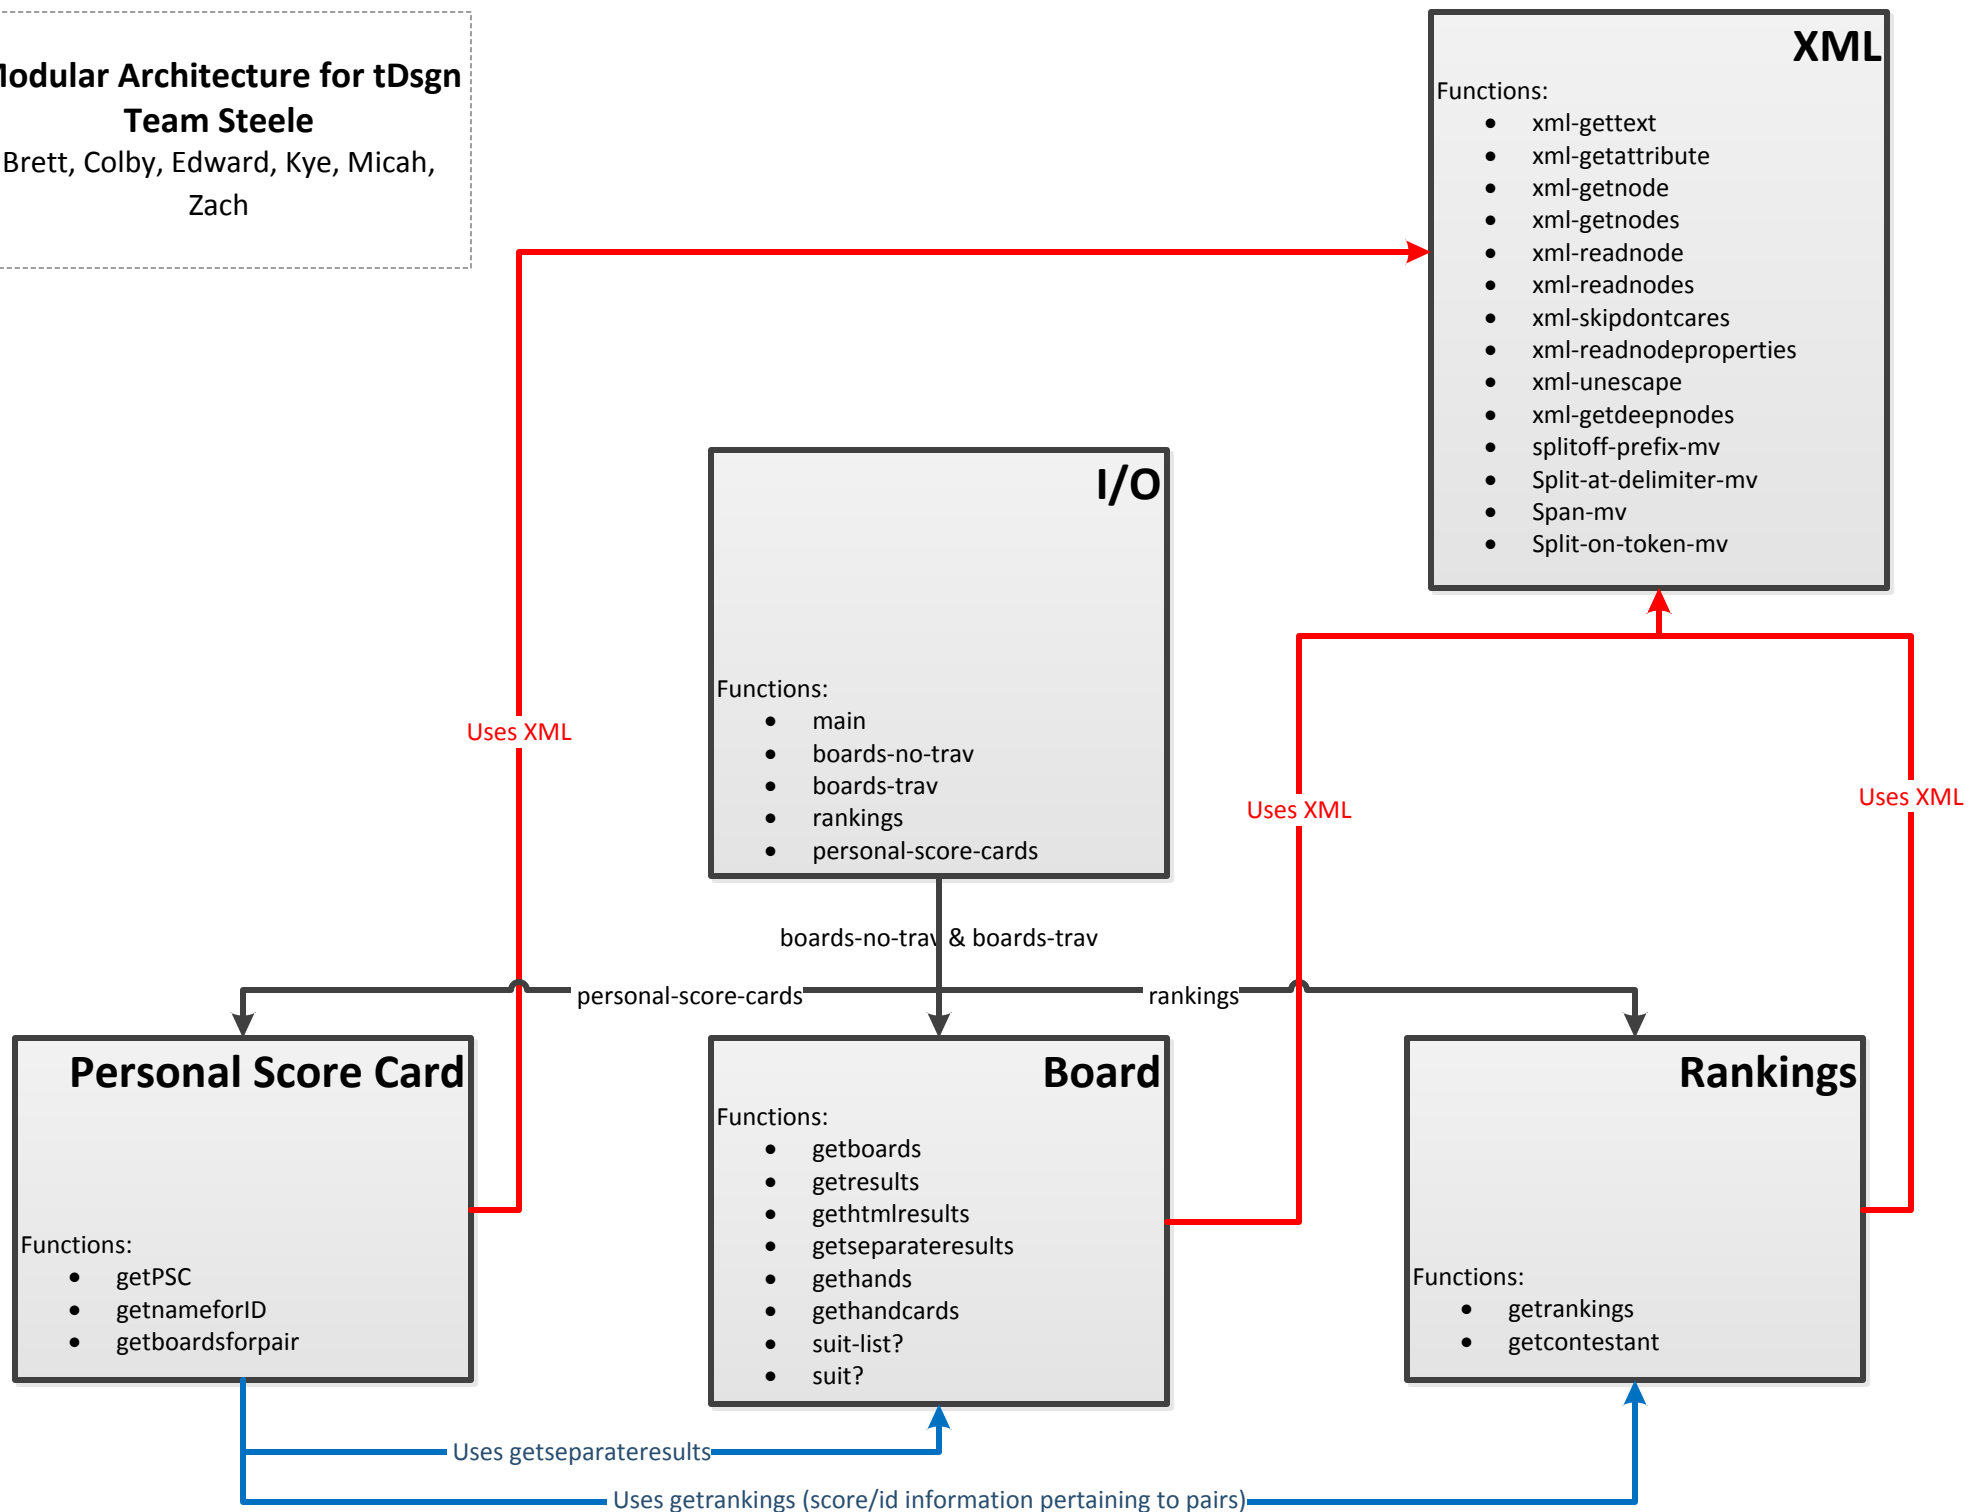 Modular Architecture for tDsgn
Team Steele
Brett, Colby, Edward, Kye, Micah,
Zach
XML
Functions:
• xml-gettext
• xml-getattribute
• xml-getnode
• xml-getnodes
• xml-readnode
• xml-readnodes
• xml-skipdontcares
• xml-readnodeproperties
• xml-unescape
• xml-getdeepnodes
• splitoff-prefix-mv
• Split-at-delimiter-mv
• Span-mv
• Split-on-token-mv
I/O
Functions:
• main
• boards-no-trav
• boards-trav
• rankings
• personal-score-cards
Uses XML
Uses XML
Uses XML
boards-no-trav & boards-trav
personal-score-cards
rankings
Personal Score Card
Functions:
• getPSC
• getnameforID
• getboardsforpair
Board
Functions:
• getboards
• getresults
• gethtmlresults
• getseparateresults
• gethands
• gethandcards
• suit-list?
• suit?
Rankings
Functions:
• getrankings
• getcontestant
Uses getseparateresults
Uses getrankings (score/id information pertaining to pairs)